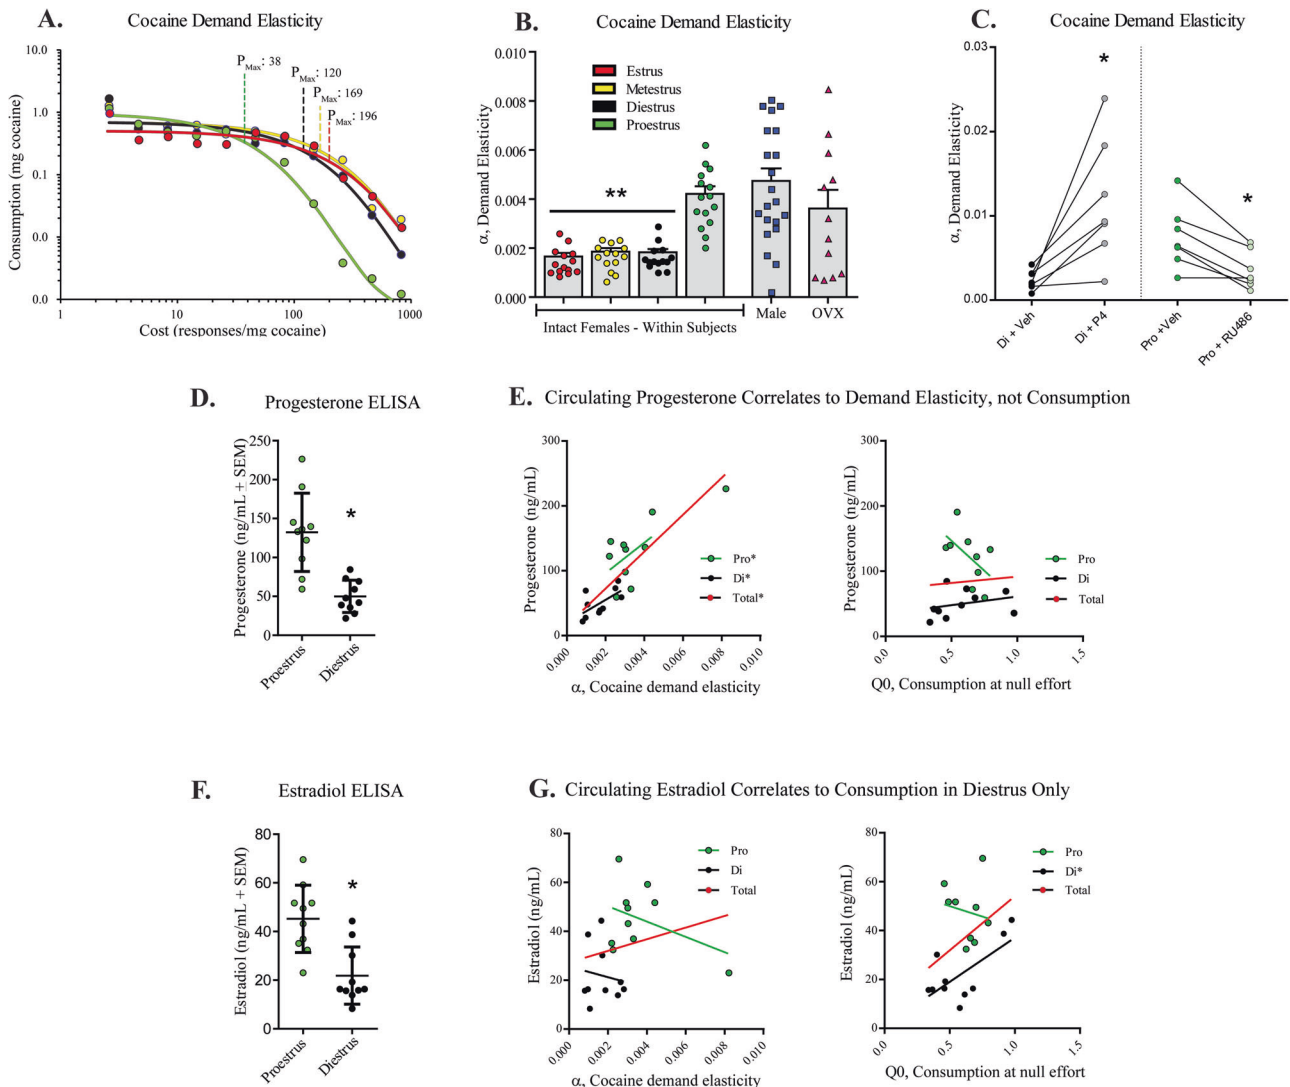 A. Cocaine Demand Elasticity
Consumption (mg cocaine)
10.0
1.0
0.1
0.0
0.0
PMax: 38
PMax: 120
PMax: 169
PMax: 196
1 10 100 1000
Cost (responses/mg cocaine)
B. Cocaine Demand Elasticity
α, Demand Elasticity
0.010
0.008
0.006
0.004
0.002
0.000
Estrus
Metestrus
Diestrus
Proestrus
**
Intact Females - Within Subjects
Male
OVX
C. Cocaine Demand Elasticity
α, Demand Elasticity
0.03
0.01
0.00
*
*
Di + Veh
Di + P4
Pro +Veh
Pro + RU486
D. Progesterone ELISA
Progesterone (ng/mL + SEM)
250
200
150
100
50
0
*
Proestrus
Diestrus
E. Circulating Progesterone Correlates to Demand Elasticity, not Consumption
Progesterone (ng/mL)
300
200
100
0
Pro*
Di*
Total*
0.000 0.002 0.004 0.006 0.008 0.010
α, Cocaine demand elasticity
Progesterone (ng/mL)
300
200
100
0
Pro
Di
Total
0.0 0.5 1.0 1.5
Q0, Consumption at null effort
F. Estradiol ELISA
Estradiol (ng/mL + SEM)
80
60
40
20
0
*
Proestrus
Diestrus
G. Circulating Estradiol Correlates to Consumption in Diestrus Only
Estradiol (ng/mL)
80
60
40
20
0
Pro
Di
Total
0.000 0.002 0.004 0.006 0.008 0.010
α, Cocaine demand elasticity
Estradiol (ng/mL)
80
60
40
20
0
Pro
Di*
Total
0.0 0.5 1.0 1.5
Q0, Consumption at null effort